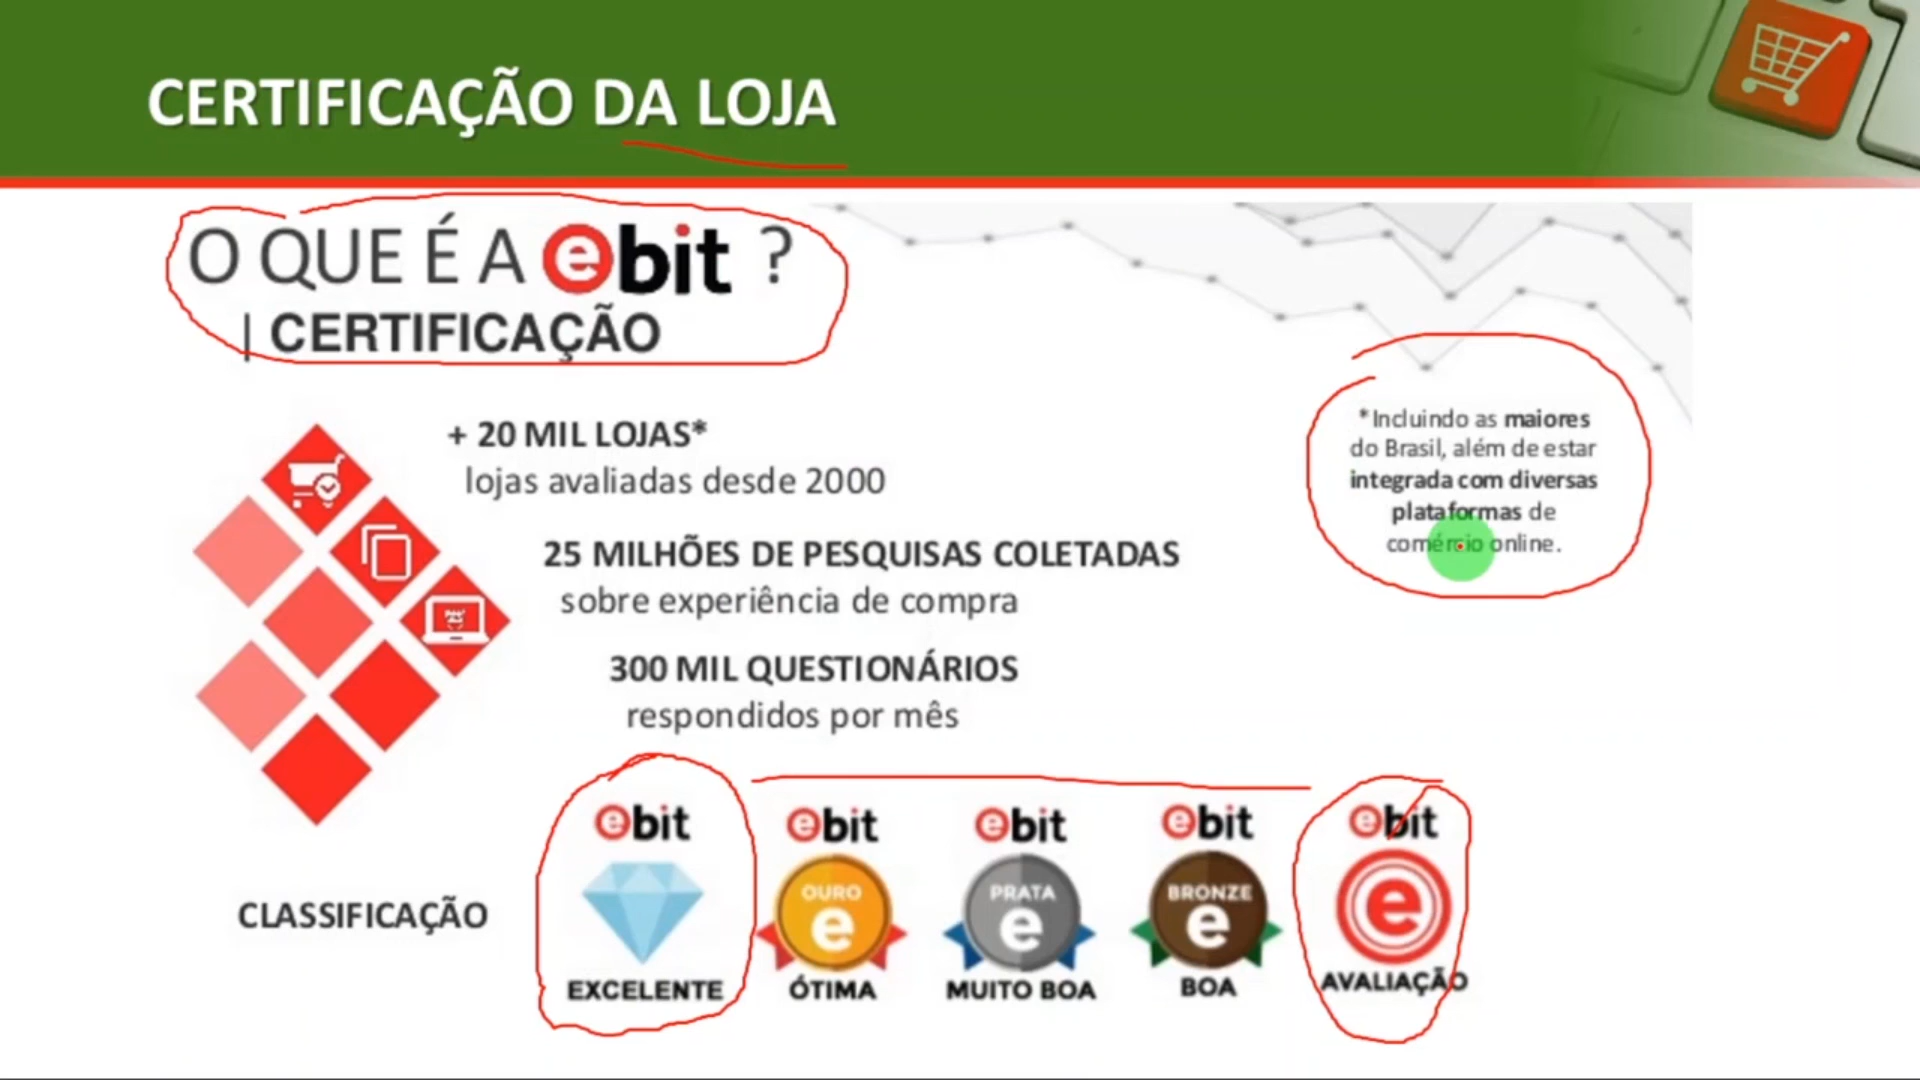 CERTIFICAÇÃO DA LOJA
O QUE É A ebit ?
| CERTIFICAÇÃO
+ 20 MIL LOJAS*
lojas avaliadas desde 2000
25 MILHÕES DE PESQUISAS COLETADAS
sobre experiência de compra
300 MIL QUESTIONÁRIOS
respondidos por mês
*Incluindo as maiores
do Brasil, além de estar
integrada com diversas
plataformas de
comércio online.
CLASSIFICAÇÃO
ebit
EXCELENTE
ebit
OURO
e
ÓTIMA
ebit
PRATA
e
MUITO BOA
ebit
BRONZE
e
BOA
ebit
e
AVALIAÇÃO